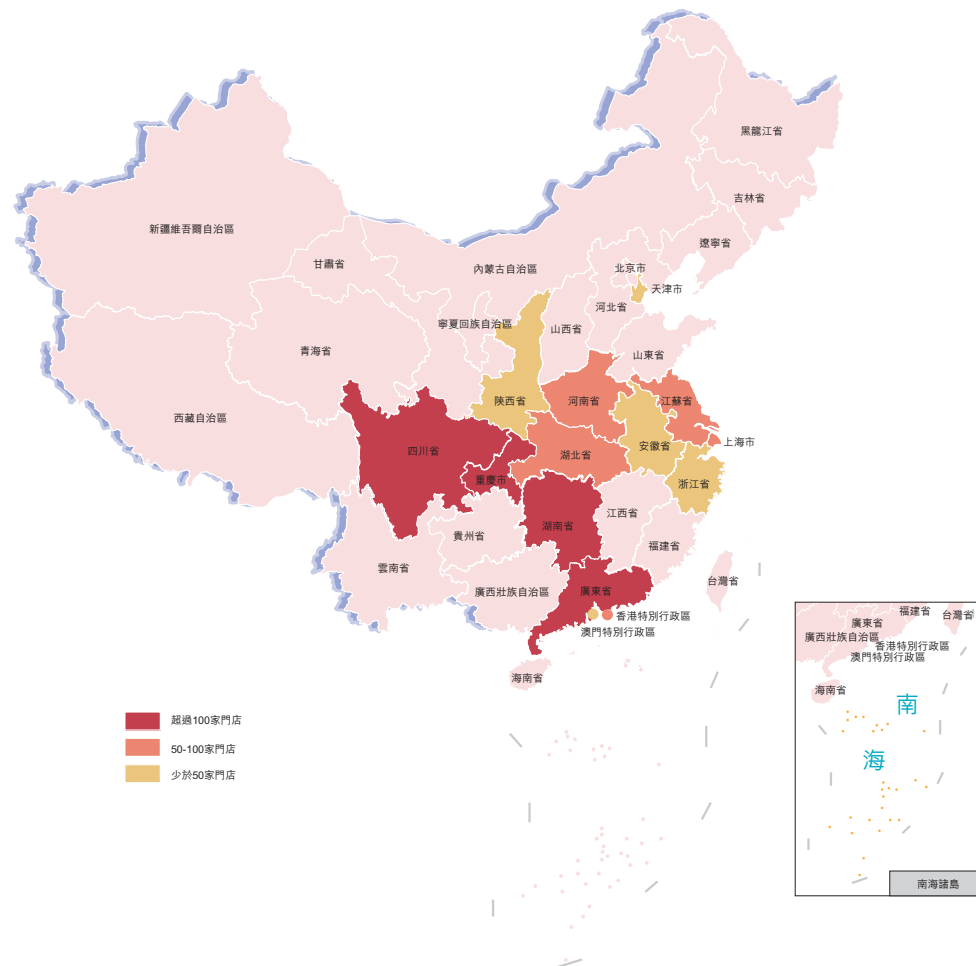 黑龍江省
吉林省
遼寧省
新疆維吾爾自治區
甘肅省
內蒙古自治區
北京市
天津市
河北省
寧夏回族自治區
山西省
青海省
山東省
陝西省
河南省
江蘇省
西藏自治區
四川省
湖北省
安徽省
上海市
重慶市
浙江省
湖南省
江西省
貴州省
福建省
雲南省
廣西壯族自治區
廣東省
台灣省
香港特別行政區
澳門特別行政區
海南省
超過100家門店
50-100家門店
少於50家門店
福建省
台灣省
廣東省
廣西壯族自治區
香港特別行政區
澳門特別行政區
海南省
南
海
南海諸島